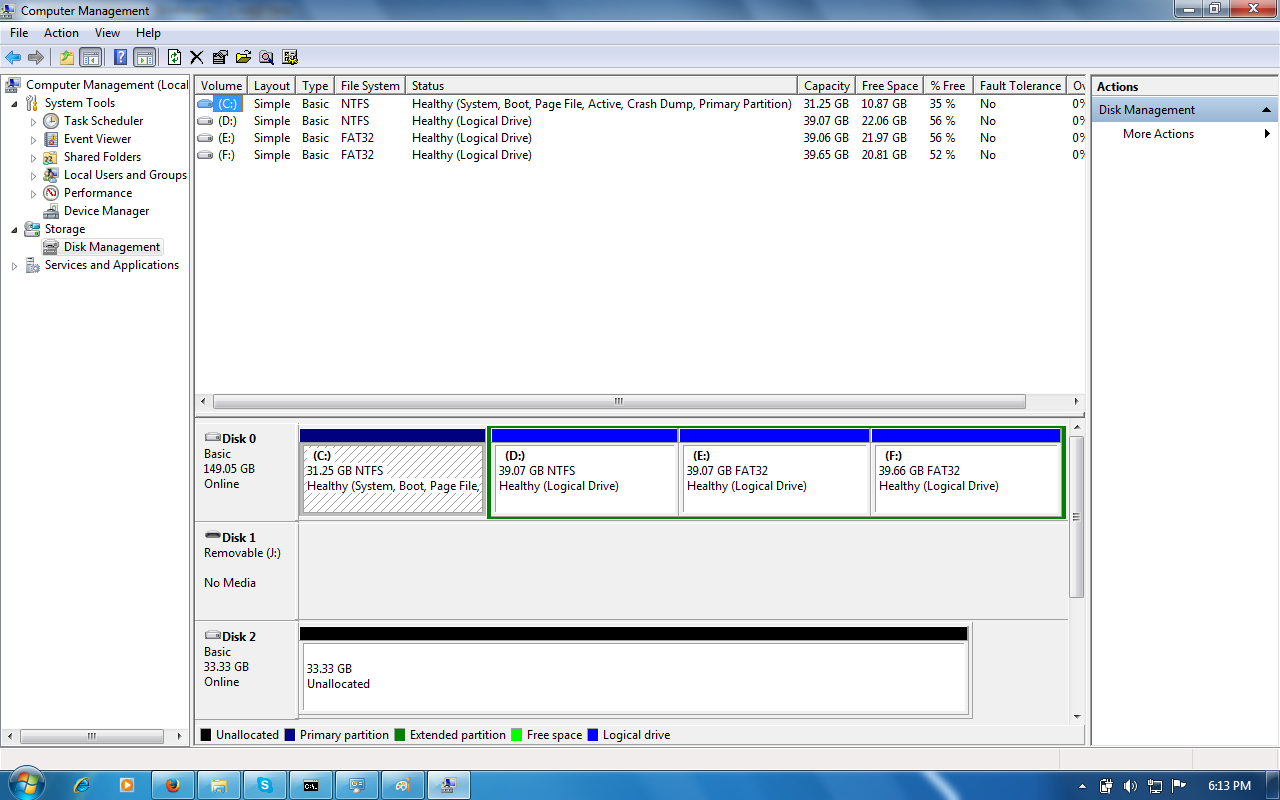 Computer Management
File Action View Help
Computer Management (Local
System Tools
Task Scheduler
Event Viewer
Shared Folders
Local Users and Groups
Performance
Device Manager
Storage
Disk Management
Services and Applications
Volume Layout Type File System Status Capacity Free Space % Free Fault Tolerance Ov
(C:) Simple Basic NTFS Healthy (System, Boot, Page File, Active, Crash Dump, Primary Partition) 31.25 GB 10.87 GB 35 % No 0%
(D:) Simple Basic NTFS Healthy (Logical Drive) 39.07 GB 22.06 GB 56 % No 0%
(E:) Simple Basic FAT32 Healthy (Logical Drive) 39.06 GB 21.97 GB 56 % No 0%
(F:) Simple Basic FAT32 Healthy (Logical Drive) 39.65 GB 20.81 GB 52 % No 0%
Actions
Disk Management
More Actions
Disk 0
Basic
149.05 GB
Online
(C:)
31.25 GB NTFS
Healthy (System, Boot, Page File,
(D:)
39.07 GB NTFS
Healthy (Logical Drive)
(E:)
39.07 GB FAT32
Healthy (Logical Drive)
(F:)
39.66 GB FAT32
Healthy (Logical Drive)
Disk 1
Removable (J:)
No Media
Disk 2
Basic
33.33 GB
Online
33.33 GB
Unallocated
Unallocated Primary partition Extended partition Free space Logical drive
6:13 PM